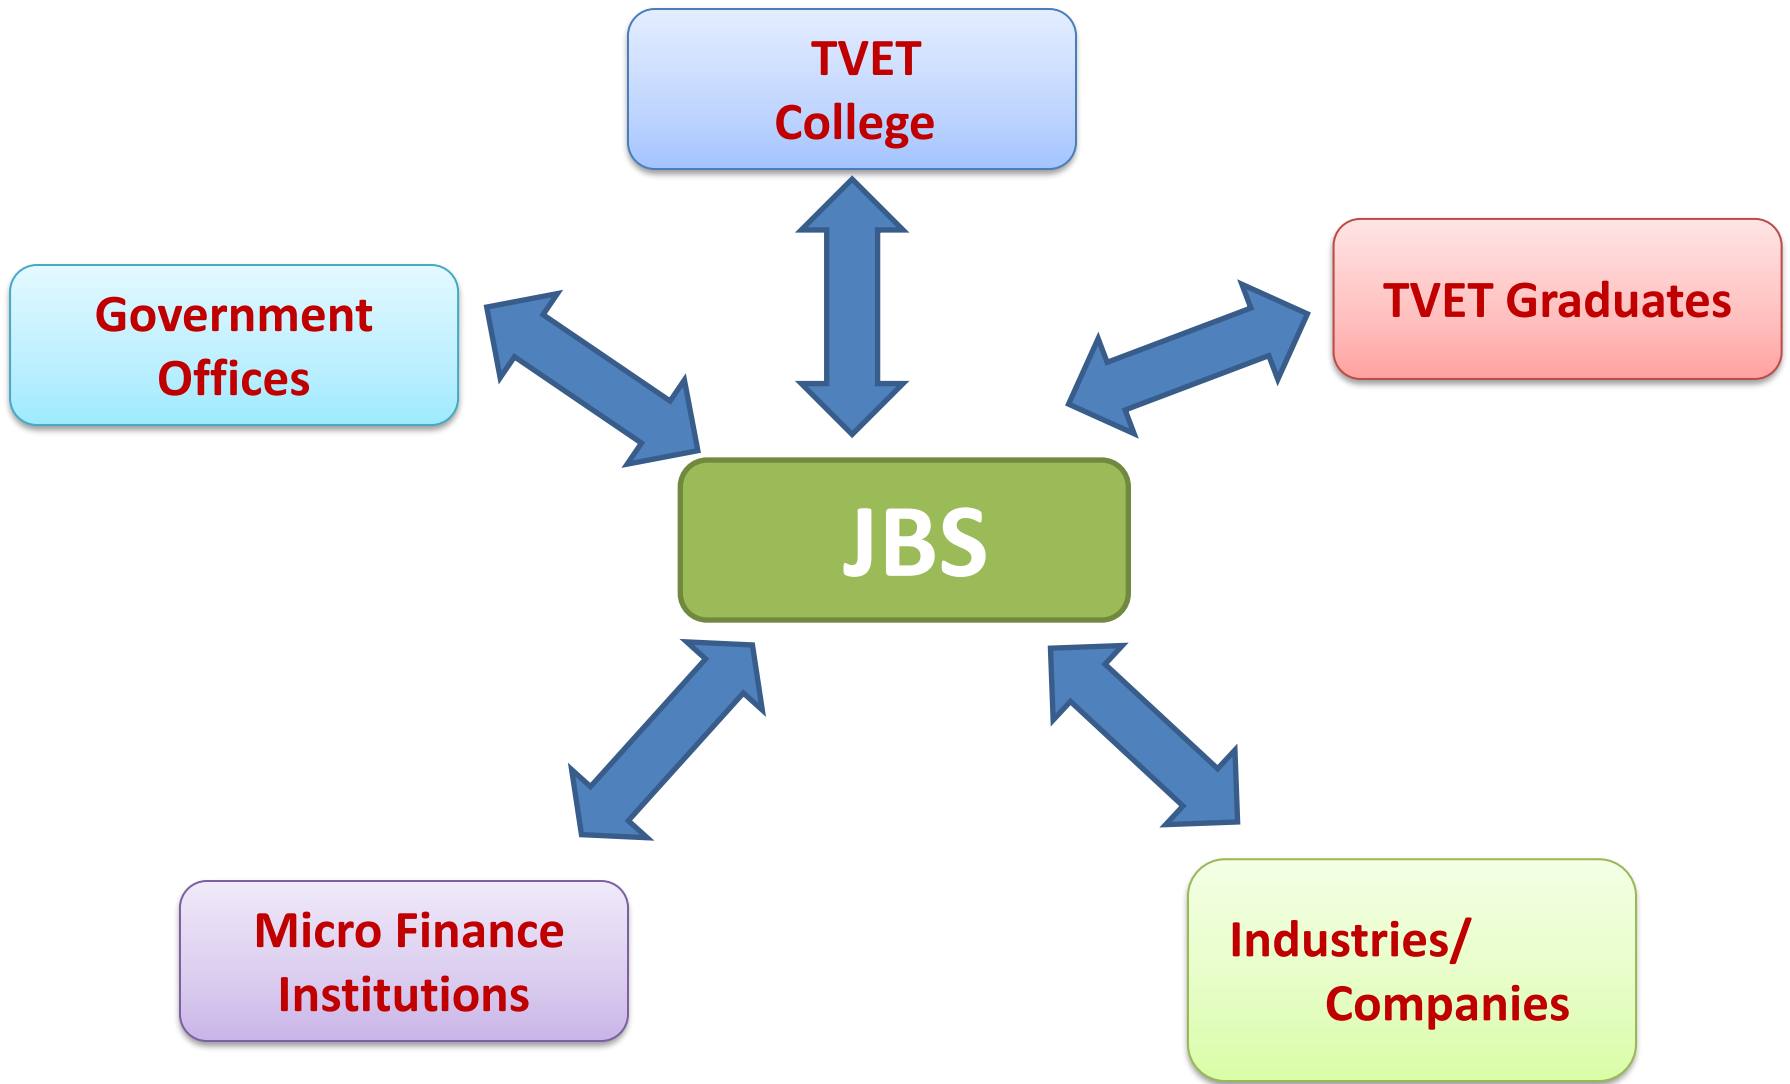 TVET
College
TVET Graduates
Government
Offices
JBS
Micro Finance
Institutions
Industries/
Companies